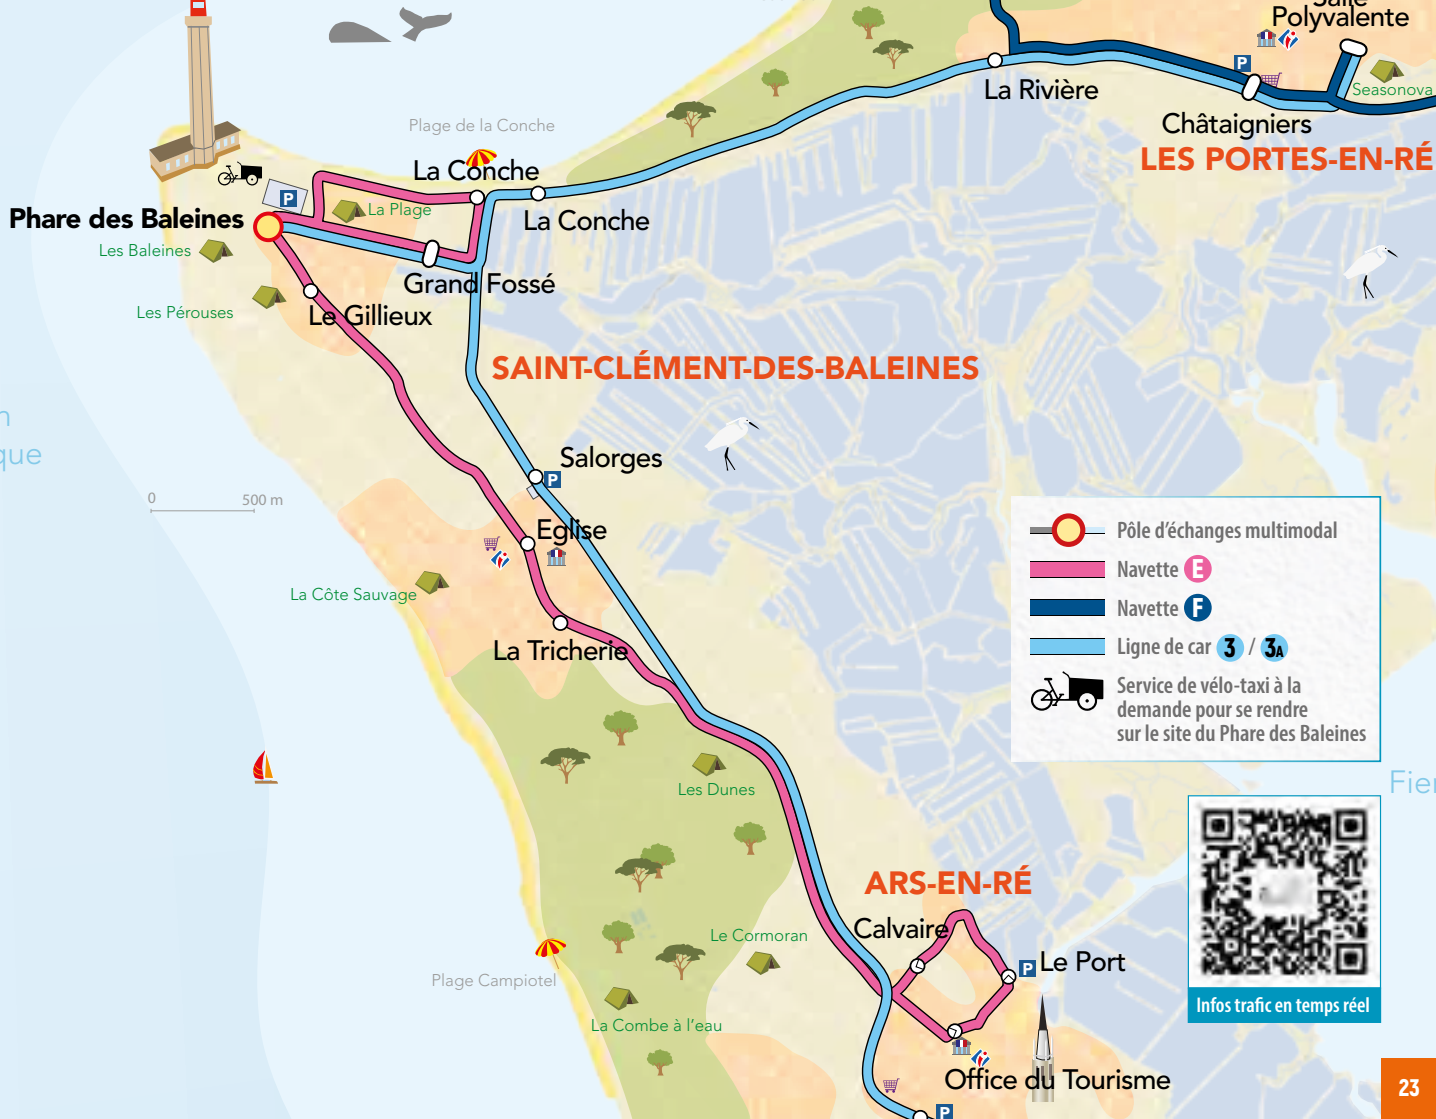 Polyvalente
P
Seasonova
La Rivière
Châtaigniers
LES PORTES-EN-RÉ
Plage de la Conche
La Conche
P
La Plage
La Conche
Phare des Baleines
Les Baleines
Grand Fossé
Les Pérouses
Le Gillieux
SAINT-CLÉMENT-DES-BALEINES
que
Salorges
P
0 500 m
Eglise
La Côte Sauvage
La Tricherie
Pôle d'échanges multimodal
Navette E
Navette F
Ligne de car 3 / 3A
Service de vélo-taxi à la
demande pour se rendre
sur le site du Phare des Baleines
Les Dunes
Fier
ARS-EN-RÉ
Calvaire
Le Cormoran
P Le Port
Plage Campiotel
La Combe à l'eau
Infos trafic en temps réel
Office du Tourisme
P
23